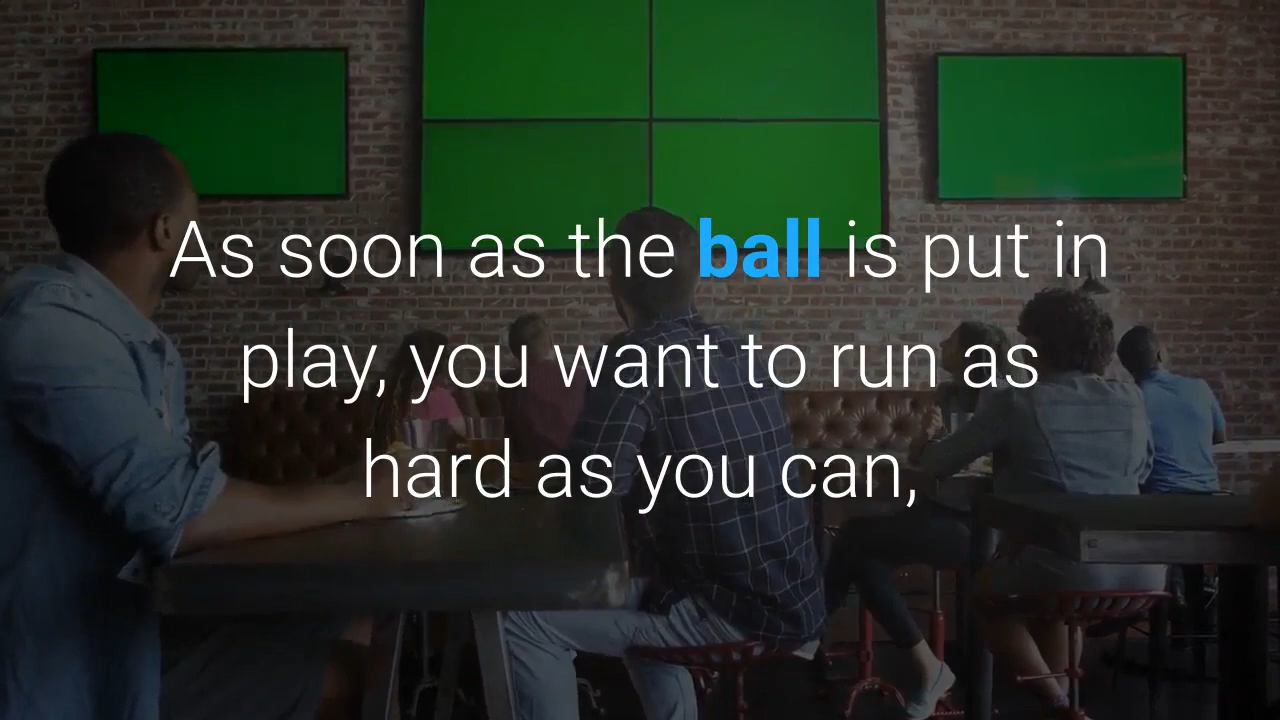 As soon as the ball is put in
play, you want to run as
hard as you can,